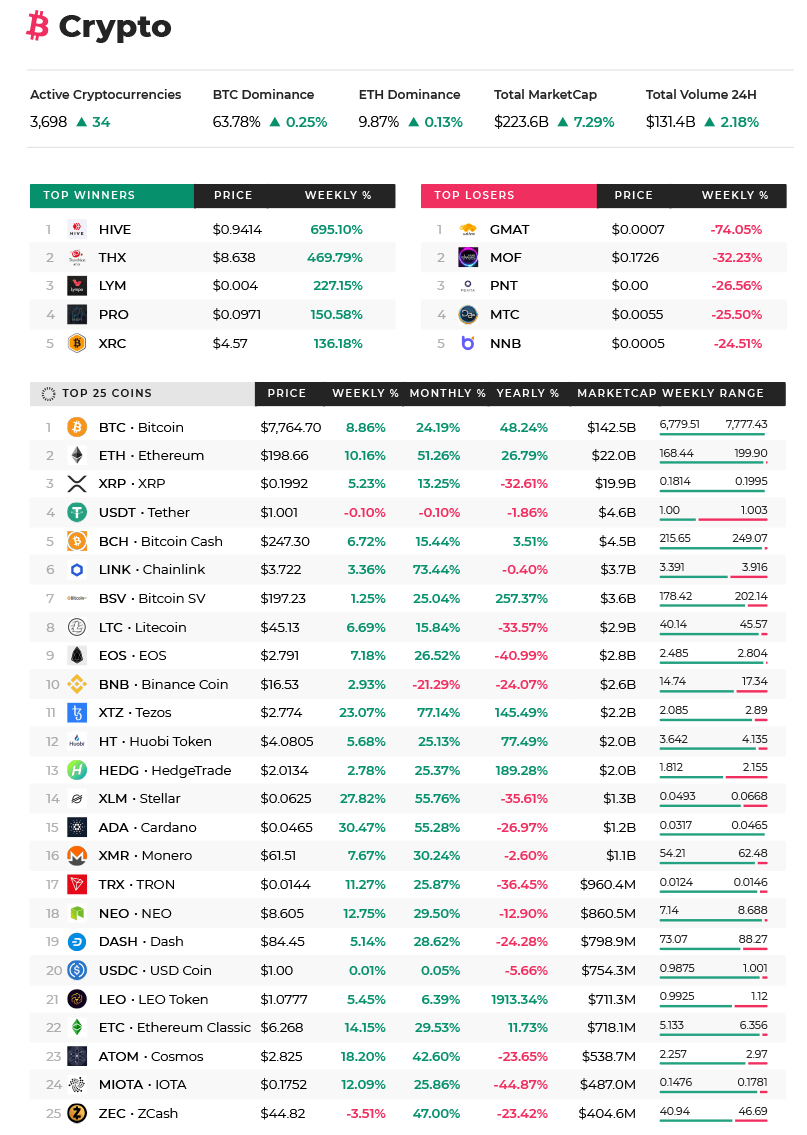 Crypto
Active Cryptocurrencies BTC Dominance ETH Dominance Total MarketCap Total Volume 24H
3,698 ▲ 34 63.78% ▲ 0.25% 9.87% ▲ 0.13% $223.6B ▲ 7.29% $131.4B ▲ 2.18%
TOP WINNERS PRICE WEEKLY % TOP LOSERS PRICE WEEKLY %
1 HIVE $0.9414 695.10% 1 GMAT $0.0007 -74.05%
2 THX $8.638 469.79% 2 MOF $0.1726 -32.23%
3 LYM $0.004 227.15% 3 PNT $0.00 -26.56%
4 PRO $0.0971 150.58% 4 MTC $0.0055 -25.50%
5 XRC $4.57 136.18% 5 NNB $0.0005 -24.51%
TOP 25 COINS PRICE WEEKLY % MONTHLY % YEARLY % MARKETCAP WEEKLY RANGE
1 BTC · Bitcoin $7,764.70 8.86% 24.19% 48.24% $142.5B 6,779.51 7,777.43
2 ETH · Ethereum $198.66 10.16% 51.26% 26.79% $22.0B 168.44 199.90
3 XRP · XRP $0.1992 5.23% 13.25% -32.61% $19.9B 0.1814 0.1995
4 USDT · Tether $1.001 -0.10% -0.10% -1.86% $4.6B 1.00 1.003
5 BCH · Bitcoin Cash $247.30 6.72% 15.44% 3.51% $4.5B 215.65 249.07
6 LINK · Chainlink $3.722 3.36% 73.44% -0.40% $3.7B 3.391 3.916
7 BSV · Bitcoin SV $197.23 1.25% 25.04% 257.37% $3.6B 178.42 202.14
8 LTC · Litecoin $45.13 6.69% 15.84% -33.57% $2.9B 40.14 45.57
9 EOS · EOS $2.791 7.18% 26.52% -40.99% $2.8B 2.485 2.804
10 BNB · Binance Coin $16.53 2.93% -21.29% -24.07% $2.6B 14.74 17.34
11 XTZ · Tezos $2.774 23.07% 77.14% 145.49% $2.2B 2.085 2.89
12 HT · Huobi Token $4.0805 5.68% 25.13% 77.49% $2.0B 3.642 4.135
13 HEDG · HedgeTrade $2.0134 2.78% 25.37% 189.28% $2.0B 1.812 2.155
14 XLM · Stellar $0.0625 27.82% 55.76% -35.61% $1.3B 0.0493 0.0668
15 ADA · Cardano $0.0465 30.47% 55.28% -26.97% $1.2B 0.0317 0.0465
16 XMR · Monero $61.51 7.67% 30.24% -2.60% $1.1B 54.21 62.48
17 TRX · TRON $0.0144 11.27% 25.87% -36.45% $960.4M 0.0124 0.0146
18 NEO · NEO $8.605 12.75% 29.50% -12.90% $860.5M 7.14 8.688
19 DASH · Dash $84.45 5.14% 28.62% -24.28% $798.9M 73.07 88.27
20 USDC · USD Coin $1.00 0.01% 0.05% -5.66% $754.3M 0.9875 1.001
21 LEO · LEO Token $1.0777 5.45% 6.39% 1913.34% $711.3M 0.9925 1.12
22 ETC · Ethereum Classic $6.268 14.15% 29.53% 11.73% $718.1M 5.133 6.356
23 ATOM · Cosmos $2.825 18.20% 42.60% -23.65% $538.7M 2.257 2.97
24 MIOTA · IOTA $0.1752 12.09% 25.86% -44.87% $487.0M 0.1476 0.1781
25 ZEC · ZCash $44.82 -3.51% 47.00% -23.42% $404.6M 40.94 46.69